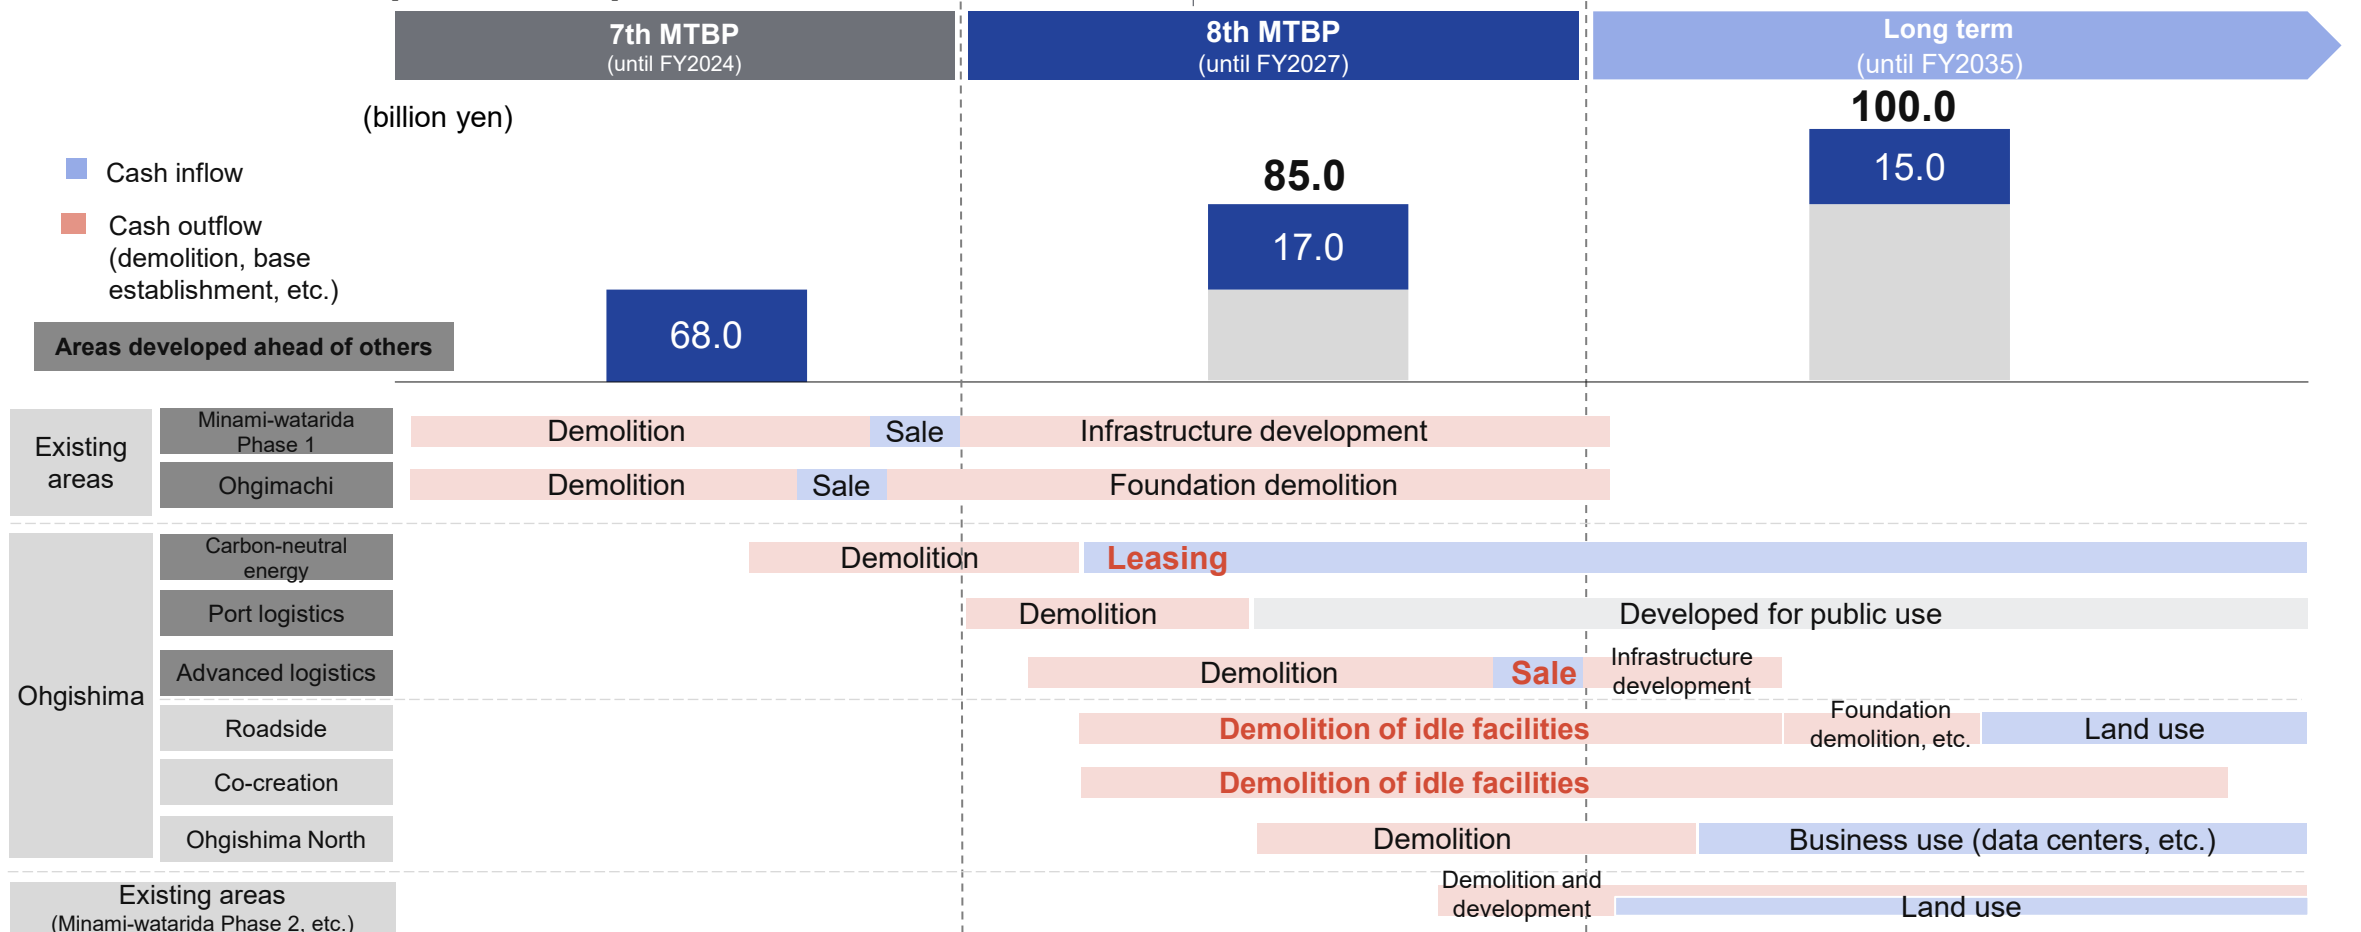 7th MTBP
(until FY2024)
8th MTBP
(until FY2027)
Long term
(until FY2035)
(billion yen)
100.0
15.0
85.0
17.0
68.0
Cash inflow
Cash outflow
(demolition, base
establishment, etc.)
Areas developed ahead of others
Existing
areas
Minami-watarida
Phase 1
Demolition
Sale
Infrastructure development
Ohgimachi
Demolition
Sale
Foundation demolition
Ohgishima
Carbon-neutral
energy
Demolition
Leasing
Port logistics
Demolition
Developed for public use
Advanced logistics
Demolition
Sale
Infrastructure
development
Roadside
Demolition of idle facilities
Foundation
demolition, etc.
Land use
Co-creation
Demolition of idle facilities
Ohgishima North
Demolition
Business use (data centers, etc.)
Existing areas
(Minami-watarida Phase 2, etc.)
Demolition and
development
Land use